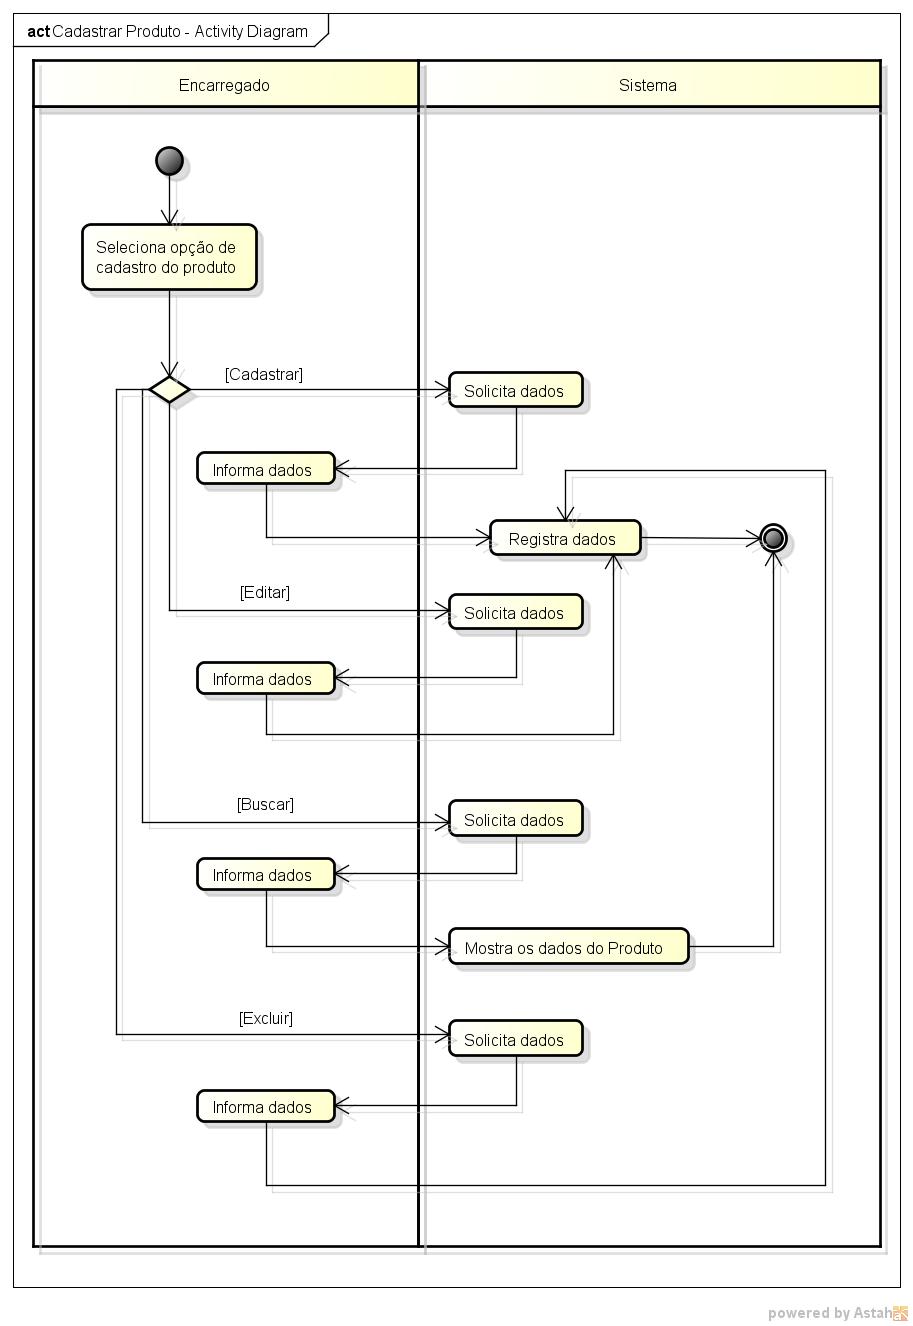 act Cadastrar Produto - Activity Diagram
Encarregado
Sistema
Seleciona opção de
cadastro do produto
[Cadastrar]
Solicita dados
Informa dados
Registra dados
[Editar]
Solicita dados
Informa dados
[Buscar]
Solicita dados
Informa dados
Mostra os dados do Produto
[Excluir]
Solicita dados
Informa dados
powered by Astah